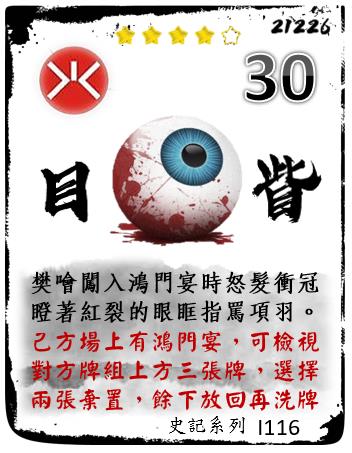 21226
30
目 眥
樊噲闖入鴻門宴時怒髮衝冠
瞪著紅裂的眼眶指罵項羽。
己方場上有鴻門宴，可檢視
對方牌組上方三張牌，選擇
兩張棄置，餘下放回再洗牌
史記系列 I116